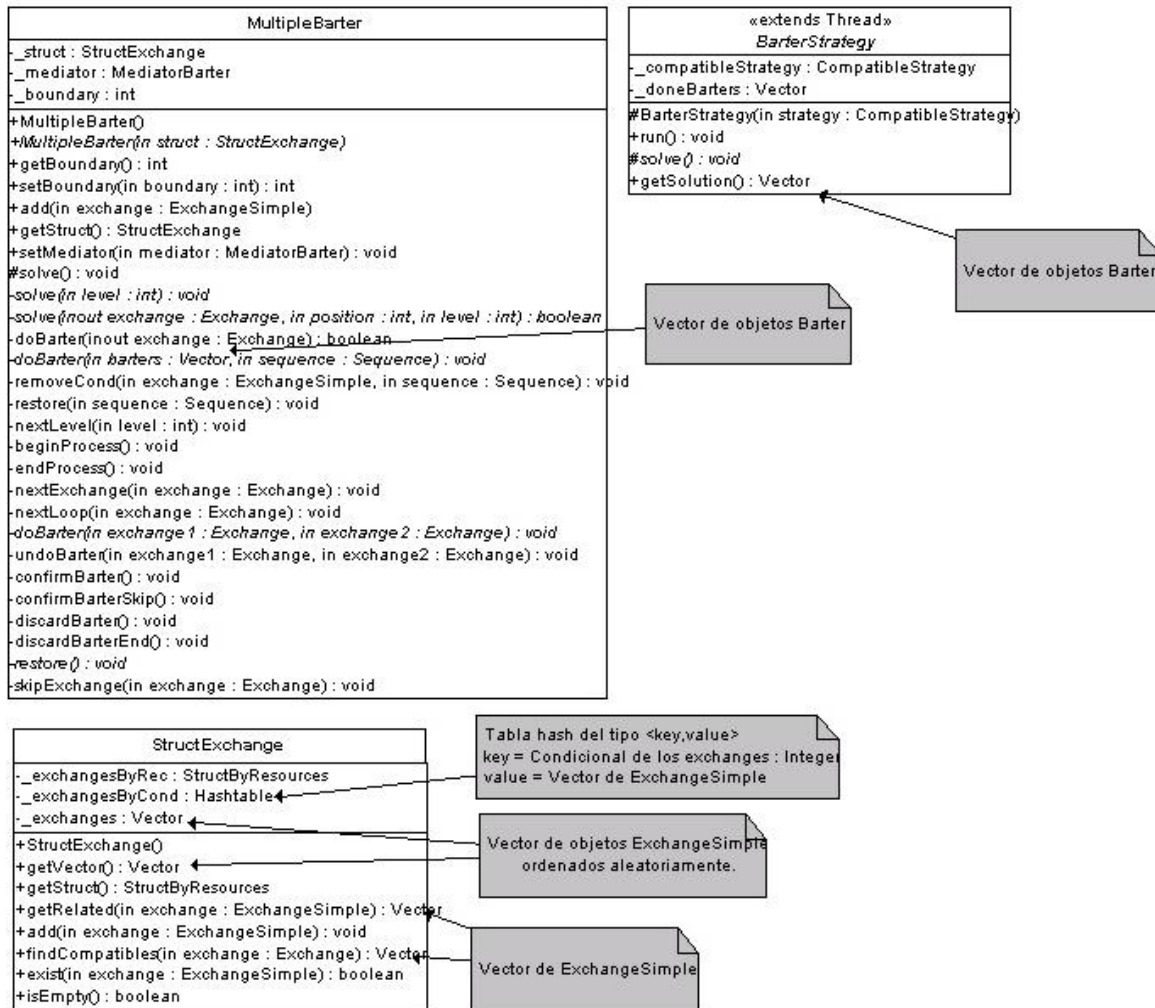 MultipleBarter
-_struct : StructExchange
-_mediator : MediatorBarter
-_boundary : int
+MultipleBarter()
+MultipleBarter(in struct : StructExchange)
+getBoundary() : int
+setBoundary(in boundary : int) : int
+add(in exchange : ExchangeSimple)
+getStruct() : StructExchange
+setMediator(in mediator : MediatorBarter) : void
#solve() : void
-solve(in level : int) : void
-solve(inout exchange : Exchange, in position : int, in level : int) : boolean
-doBarter(inout exchange : Exchange) : boolean
-doBarter(in barters : Vector, in sequence : Sequence) : void
-removeCond(in exchange : ExchangeSimple, in sequence : Sequence) : void
-restore(in sequence : Sequence) : void
-nextLevel(in level : int) : void
-beginProcess() : void
-endProcess() : void
-nextExchange(in exchange : Exchange) : void
-nextLoop(in exchange : Exchange) : void
-doBarter(in exchange1 : Exchange, in exchange2 : Exchange) : void
-undoBarter(in exchange1 : Exchange, in exchange2 : Exchange) : void
-confirmBarter() : void
-confirmBarterSkip() : void
-discardBarter() : void
-discardBarterEnd() : void
-restore() : void
-skipExchange(in exchange : Exchange) : void
«extends Thread»
BarterStrategy
-_compatibleStrategy : CompatibleStrategy
-_doneBarters : Vector
#BarterStrategy(in strategy : CompatibleStrategy)
+run() : void
#solve() : void
+getSolution() : Vector
Vector de objetos Barter
Vector de objetos Barter
StructExchange
-_exchangesByRec : StructByResources
-_exchangesByCond : Hashtable
-_exchanges : Vector
+StructExchange()
+getVector() : Vector
+getStruct() : StructByResources
+getRelated(in exchange : ExchangeSimple) : Vector
+add(in exchange : ExchangeSimple) : void
+findCompatibles(in exchange : Exchange) : Vector
+exist(in exchange : ExchangeSimple) : boolean
+isEmpty() : boolean
Tabla hash del tipo <key,value>
key = Condicional de los exchanges : Integer
value = Vector de ExchangeSimple
Vector de objetos ExchangeSimple
ordenados aleatoriamente.
Vector de ExchangeSimple